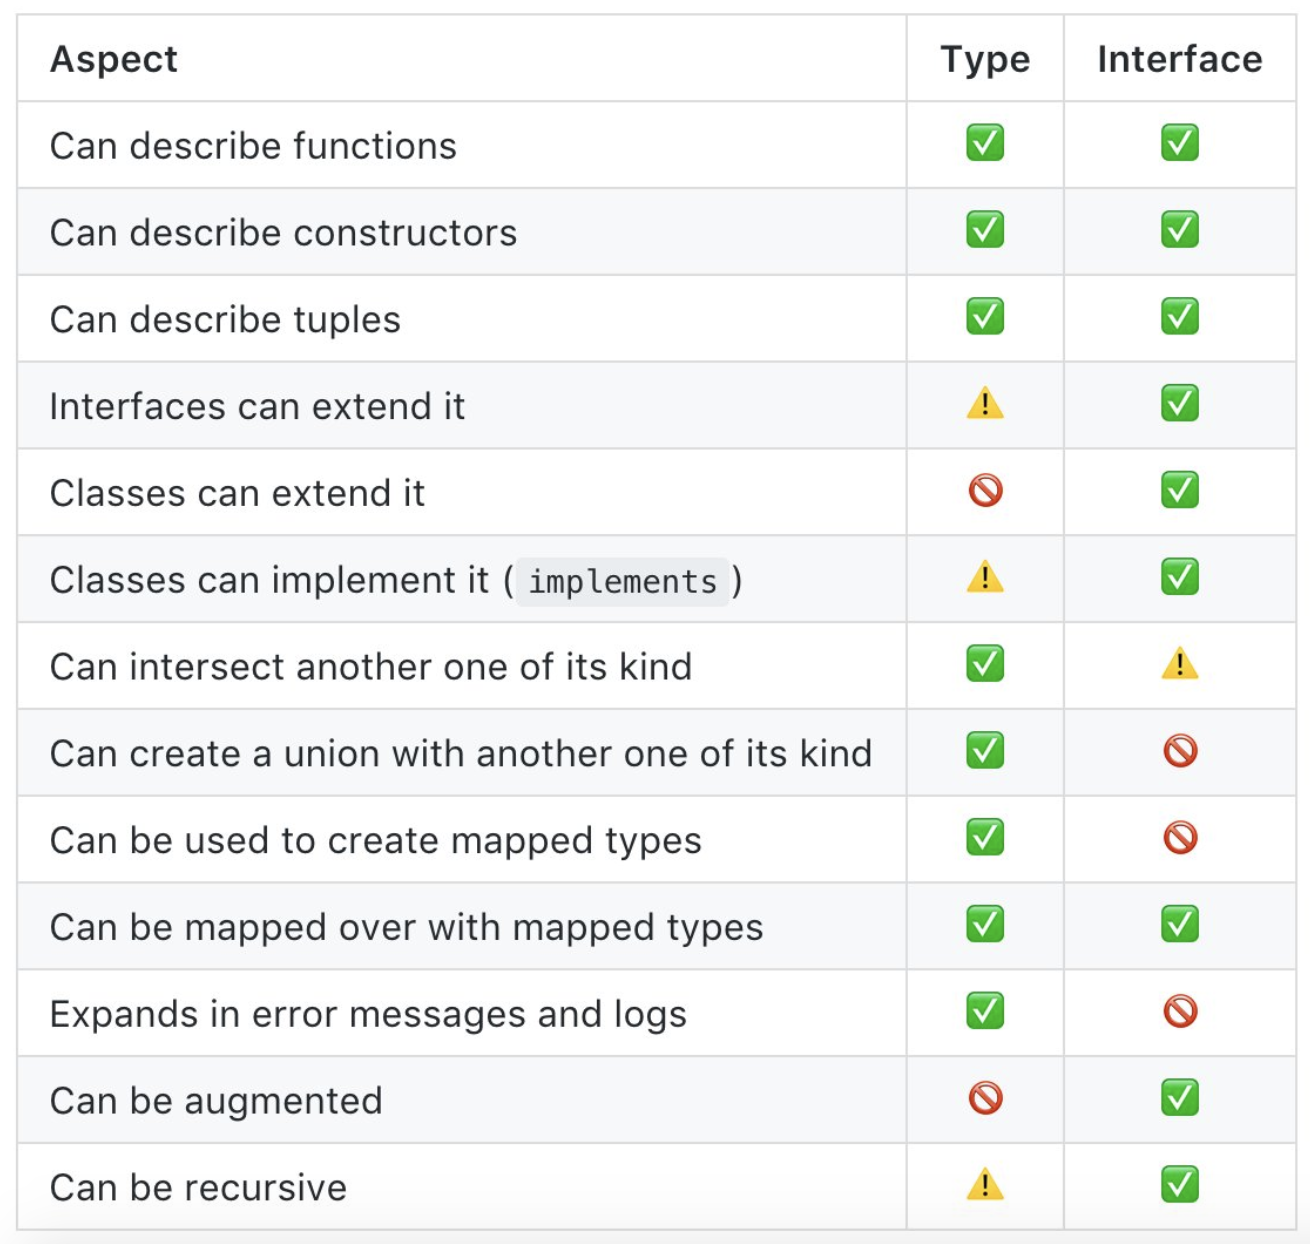 Aspect Type Interface
Can describe functions ✅ ✅
Can describe constructors ✅ ✅
Can describe tuples ✅ ✅
Interfaces can extend it ⚠️ ✅
Classes can extend it 🚫 ✅
Classes can implement it (implements) ⚠️ ✅
Can intersect another one of its kind ✅ ⚠️
Can create a union with another one of its kind ✅ 🚫
Can be used to create mapped types ✅ 🚫
Can be mapped over with mapped types ✅ ✅
Expands in error messages and logs ✅ 🚫
Can be augmented 🚫 ✅
Can be recursive ⚠️ ✅